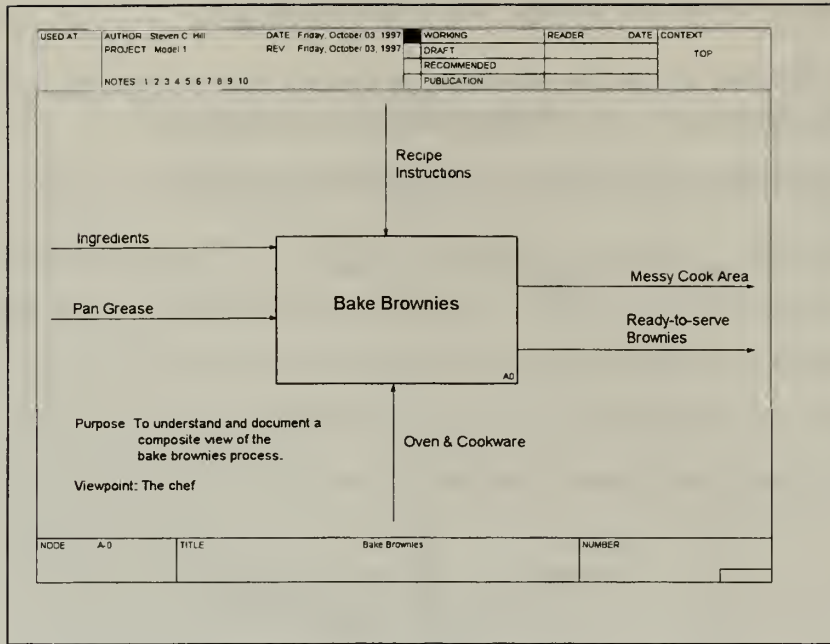 USED AT
AUTHOR Steven C Hill
DATE Friday, October 03 1997
WORKING
READER
DATE
CONTEXT
PROJECT Model 1
REV Friday, October 03, 1997
DRAFT
TOP
RECOMMENDED
NOTES 1 2 3 4 5 6 7 8 9 10
PUBLICATION
Recipe
Instructions
Ingredients
Messy Cook Area
Pan Grease
Bake Brownies
Ready-to-serve
Brownies
A0
Purpose To understand and document a
composite view of the
bake brownies process.
Oven & Cookware
Viewpoint: The chef
NODE A-0
TITLE
Bake Brownies
NUMBER